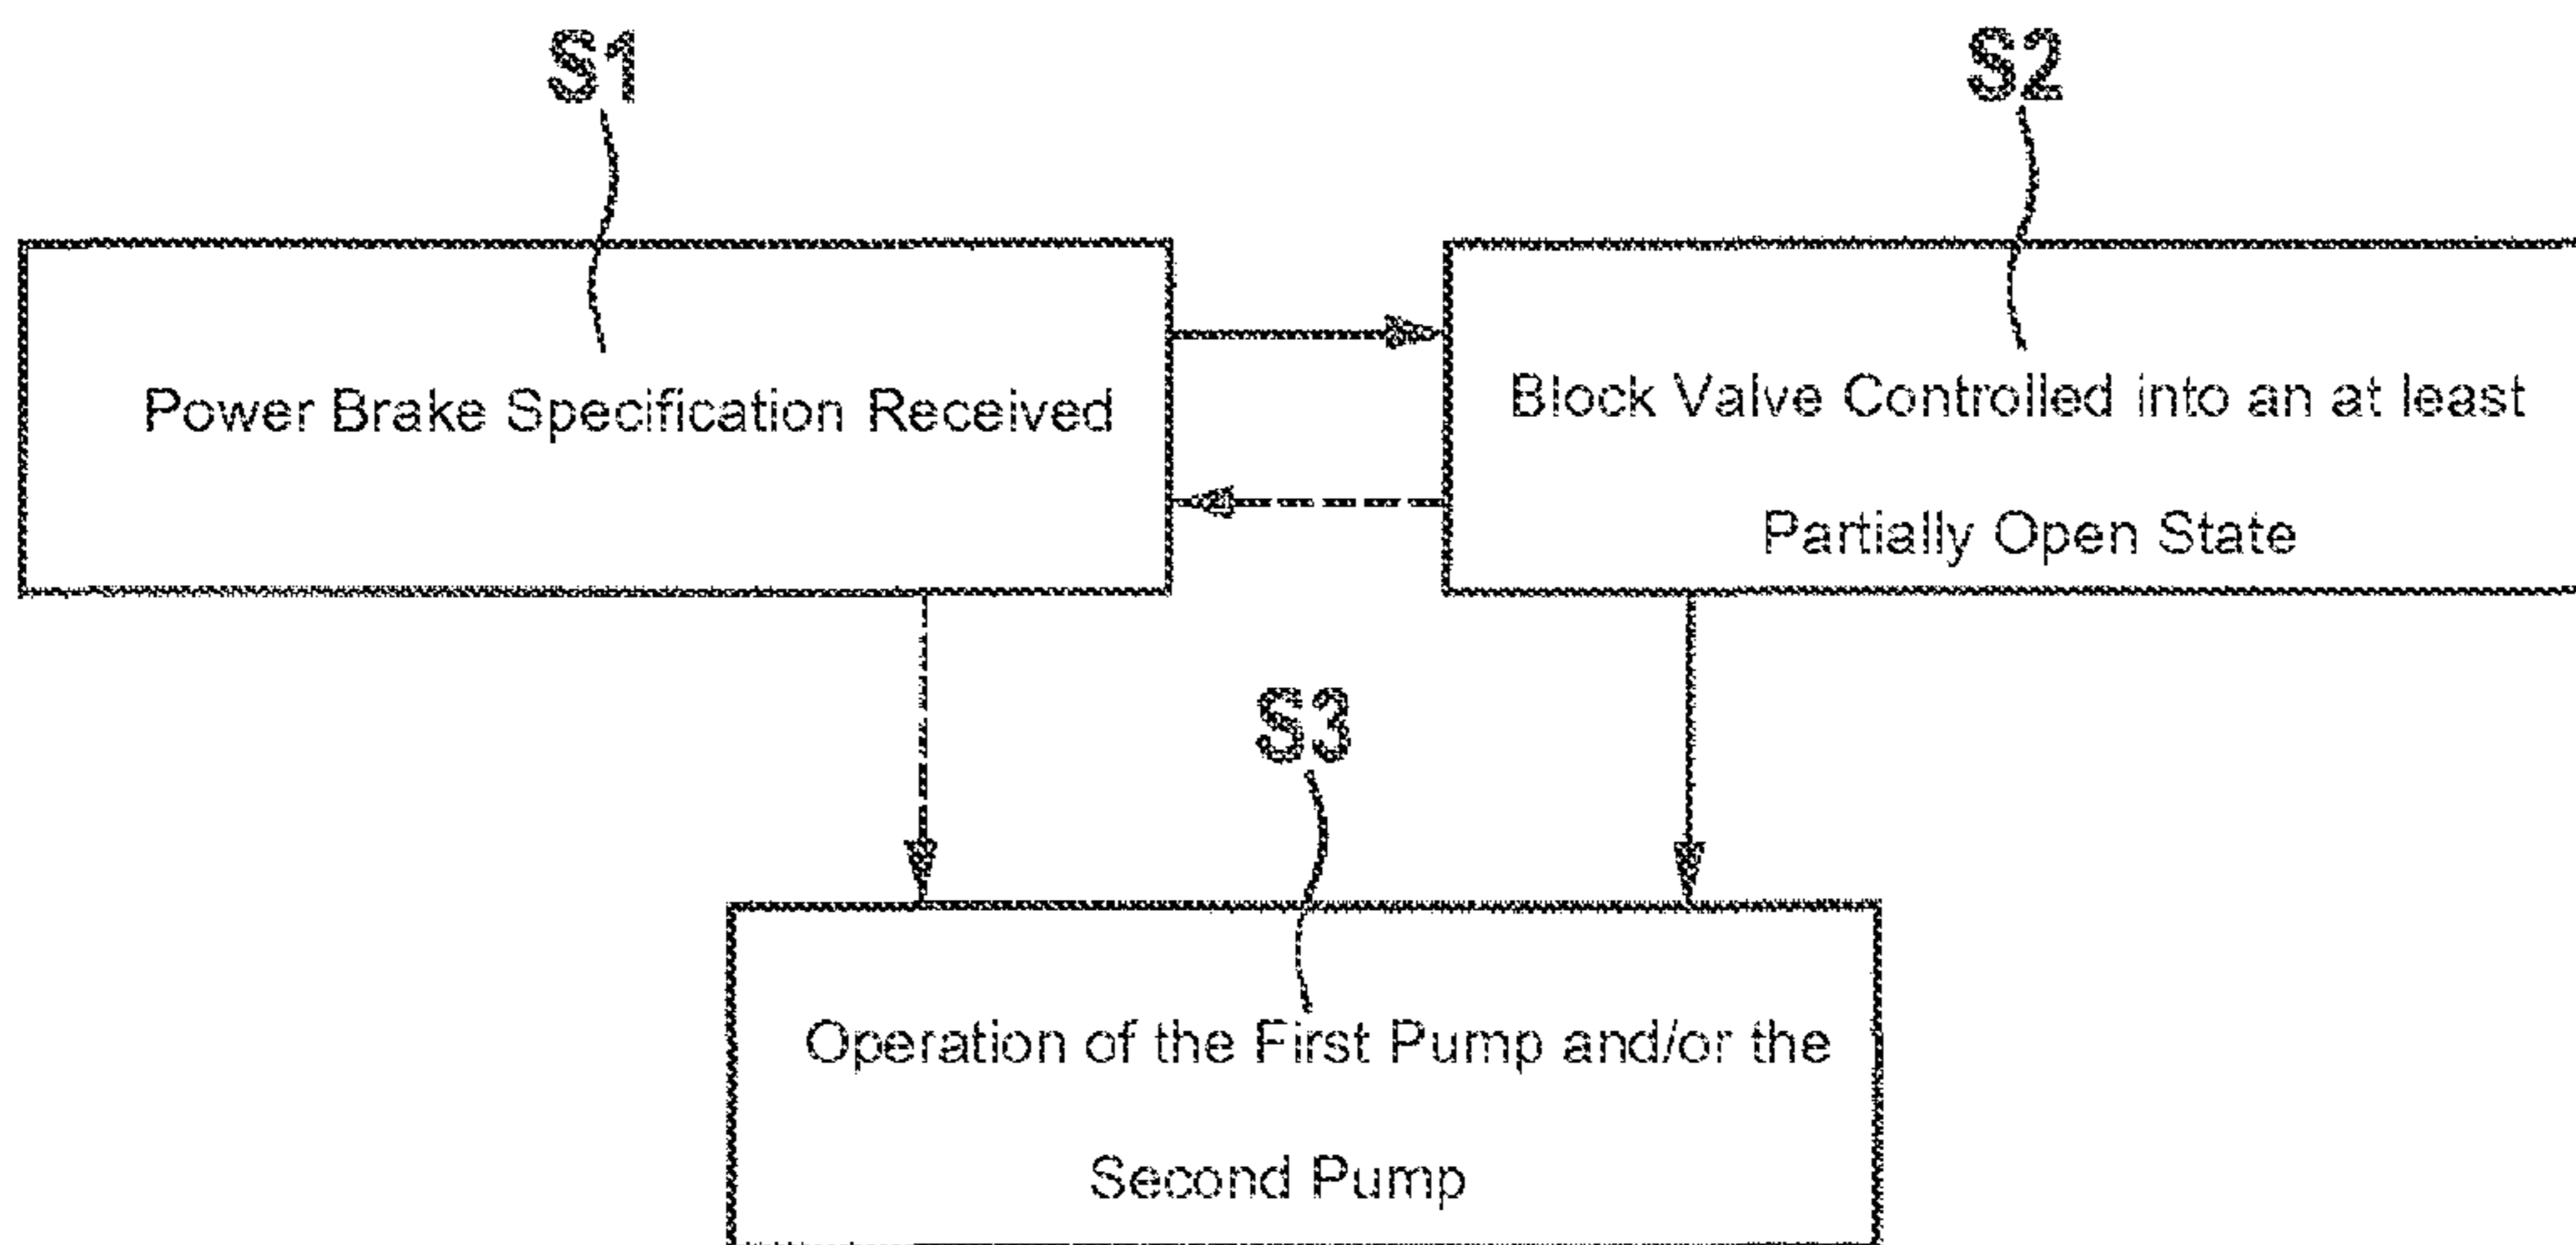 S1
S2
Power Brake Specification Received
Block Valve Controlled into an at least
Partially Open State
S3
Operation of the First Pump and/or the
Second Pump